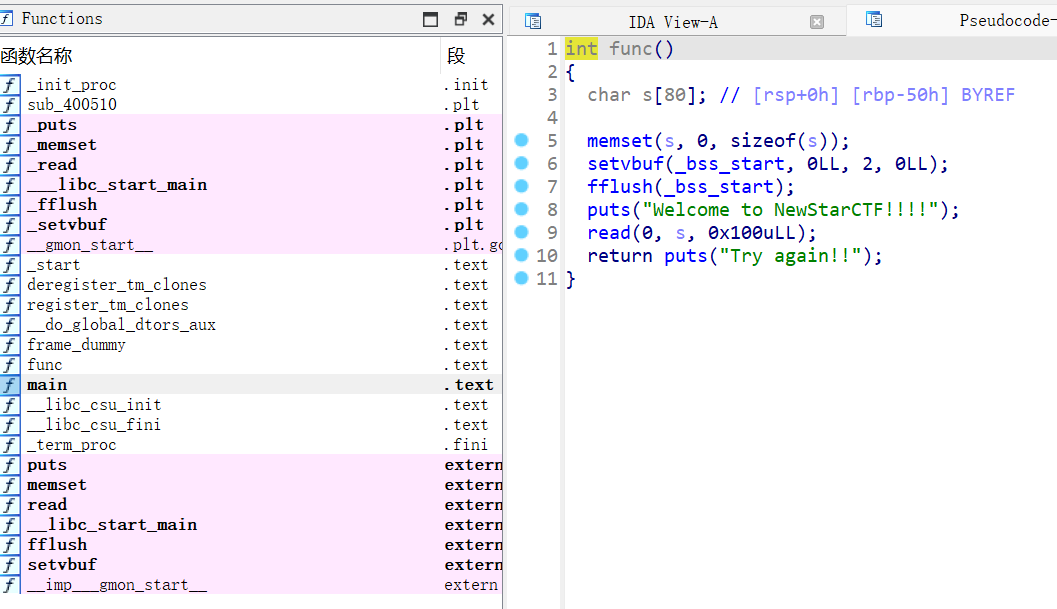 Functions
函数名称 段
f _init_proc .init
f sub_400510 .plt
f _puts .plt
f _memset .plt
f _read .plt
f ___libc_start_main .plt
f _fflush .plt
f _setvbuf .plt
f __gmon_start__ .plt.go
f _start .text
f deregister_tm_clones .text
f register_tm_clones .text
f __do_global_dtors_aux .text
f frame_dummy .text
f func .text
f main .text
f __libc_csu_init .text
f __libc_csu_fini .text
f _term_proc .fini
f puts extern
f memset extern
f read extern
f __libc_start_main extern
f fflush extern
f setvbuf extern
f __imp___gmon_start__ extern
IDA View-A Pseudocode-
1 int func()
2 {
3 char s[80]; // [rsp+0h] [rbp-50h] BYREF
4
5 memset(s, 0, sizeof(s));
6 setvbuf(_bss_start, 0LL, 2, 0LL);
7 fflush(_bss_start);
8 puts("Welcome to NewStarCTF!!!!");
9 read(0, s, 0x100uLL);
10 return puts("Try again!!");
11 }